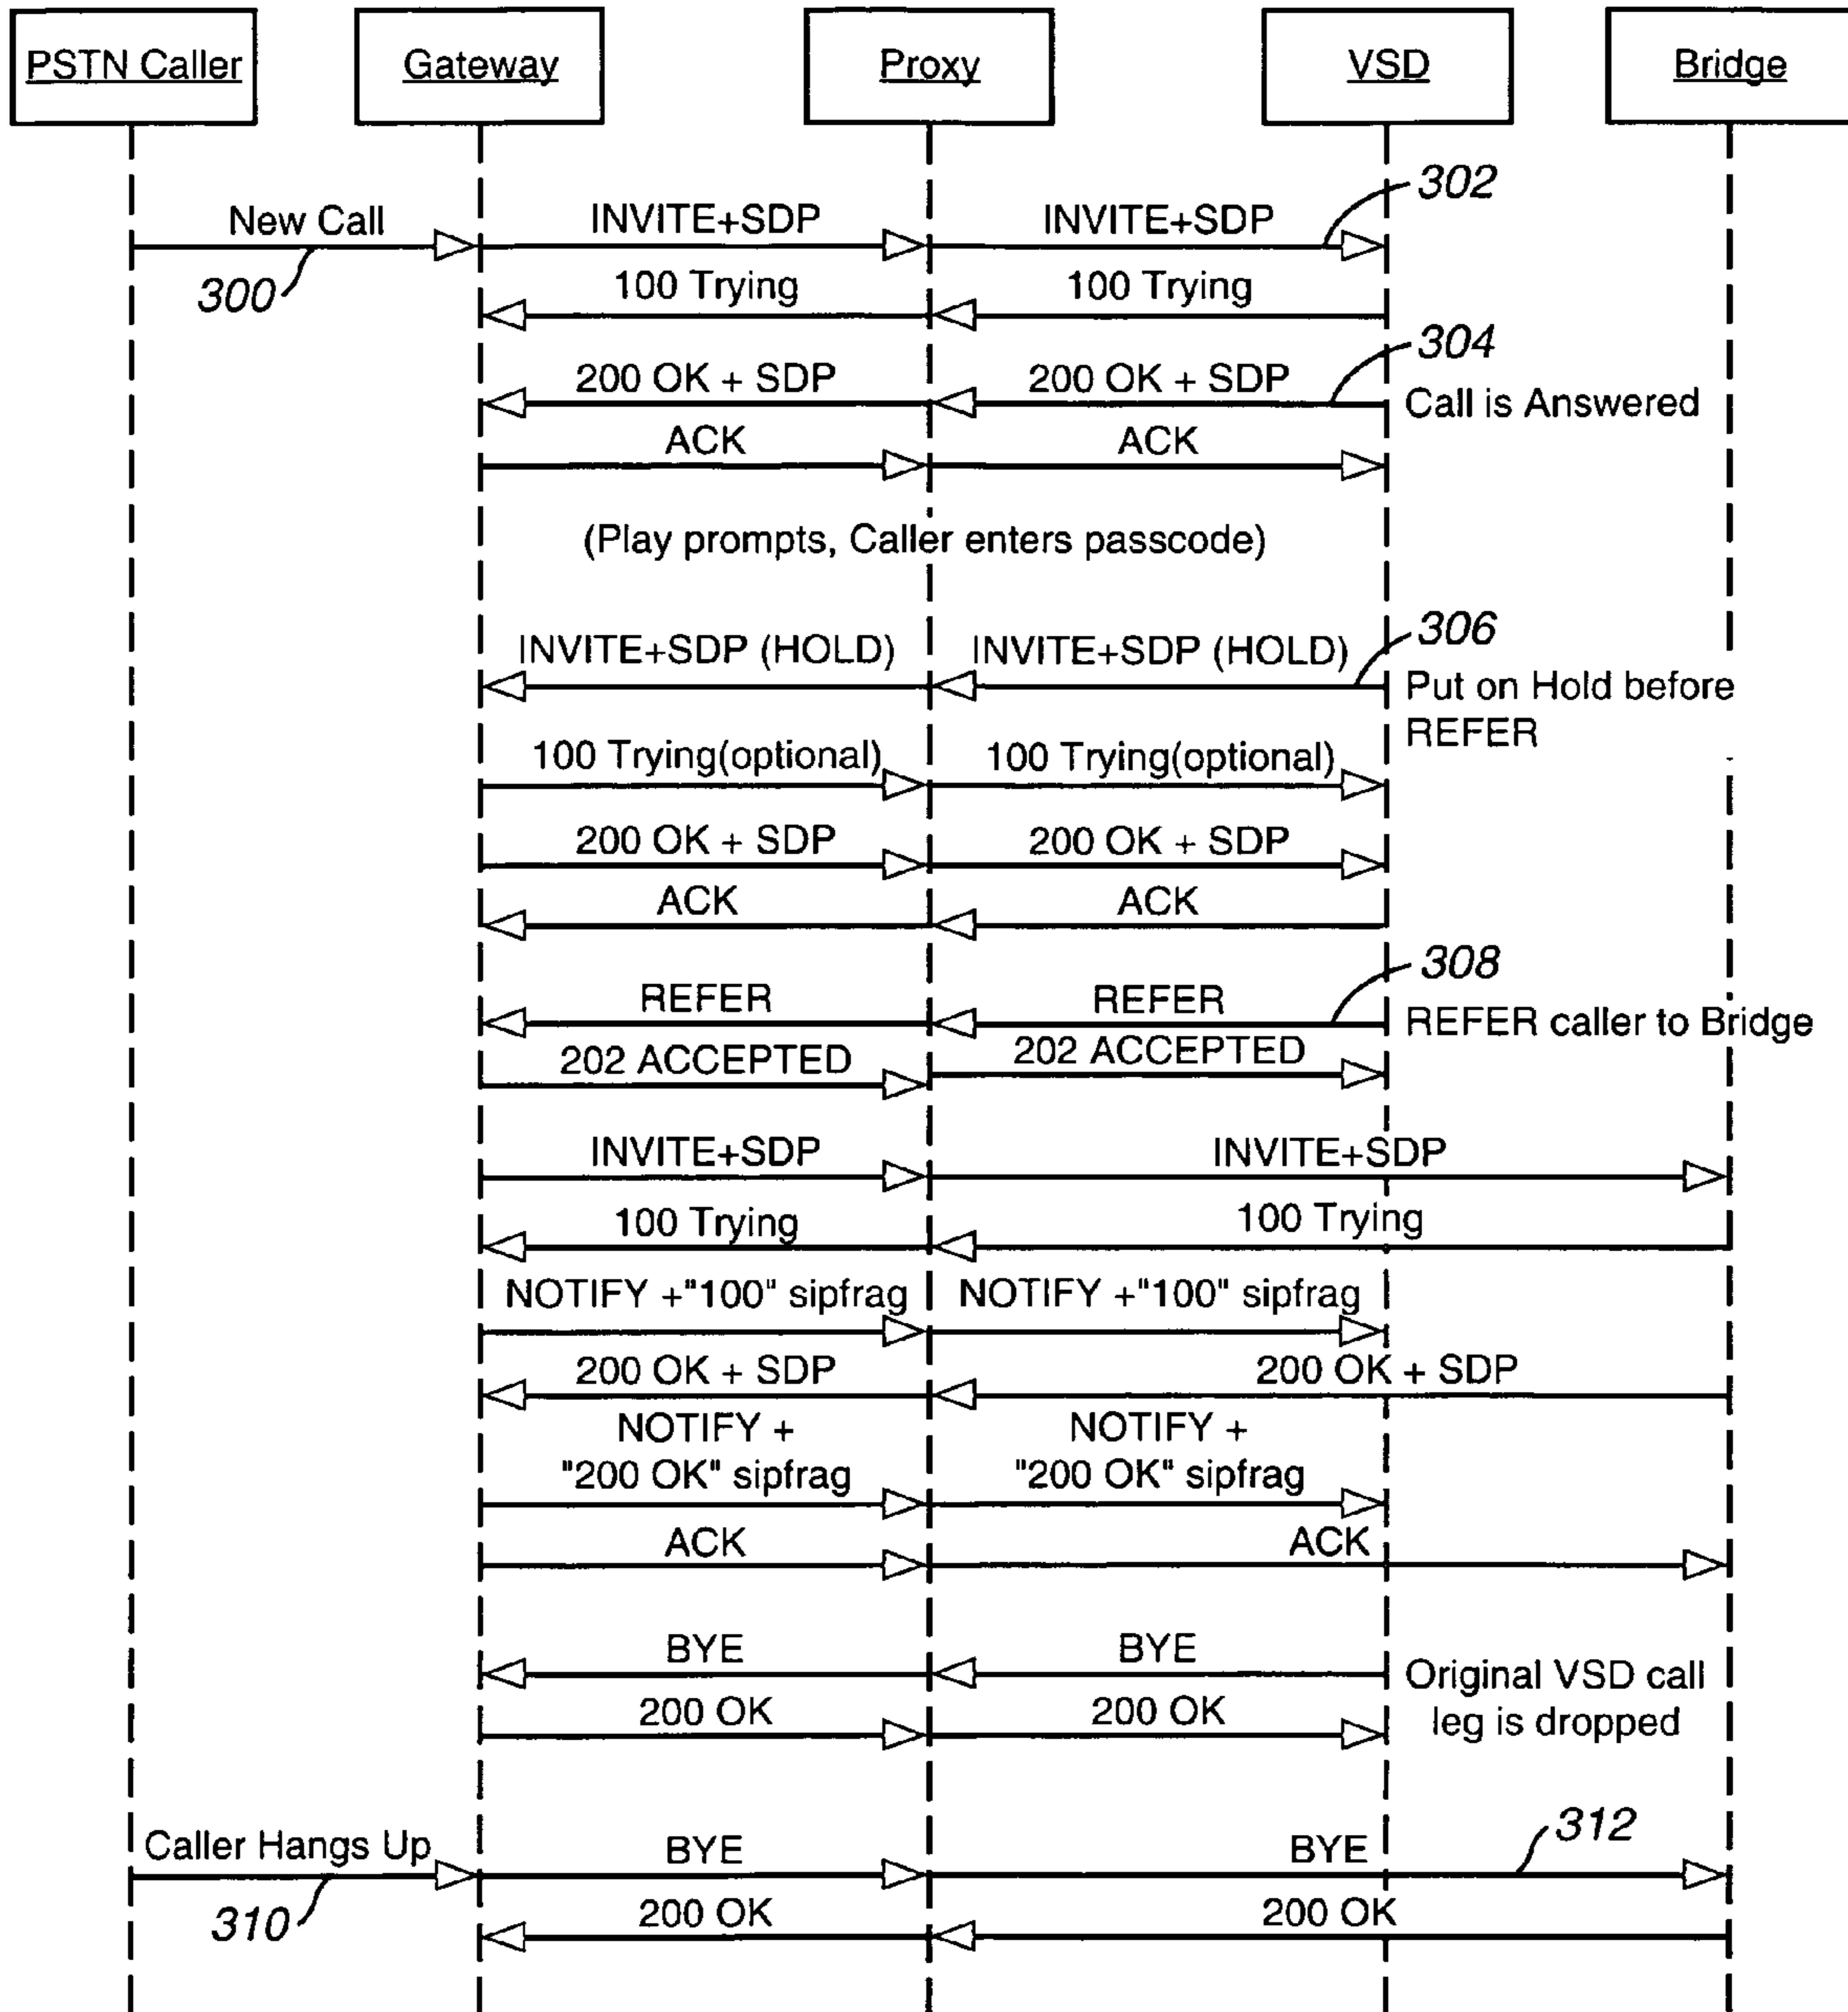 PSTN Caller Gateway Proxy VSD Bridge
302
New Call INVITE+SDP INVITE+SDP
300 100 Trying 100 Trying
304
200 OK + SDP 200 OK + SDP Call is Answered
ACK ACK
(Play prompts, Caller enters passcode)
306
INVITE+SDP (HOLD) INVITE+SDP (HOLD) Put on Hold before
REFER
100 Trying(optional) 100 Trying(optional)
200 OK + SDP 200 OK + SDP
ACK ACK
308
REFER REFER REFER caller to Bridge
202 ACCEPTED 202 ACCEPTED
INVITE+SDP INVITE+SDP
100 Trying 100 Trying
NOTIFY +"100" sipfrag NOTIFY +"100" sipfrag
200 OK + SDP 200 OK + SDP
NOTIFY + NOTIFY +
"200 OK" sipfrag "200 OK" sipfrag
ACK ACK
BYE BYE Original VSD call
200 OK 200 OK leg is dropped
312
Caller Hangs Up BYE BYE
310 200 OK 200 OK